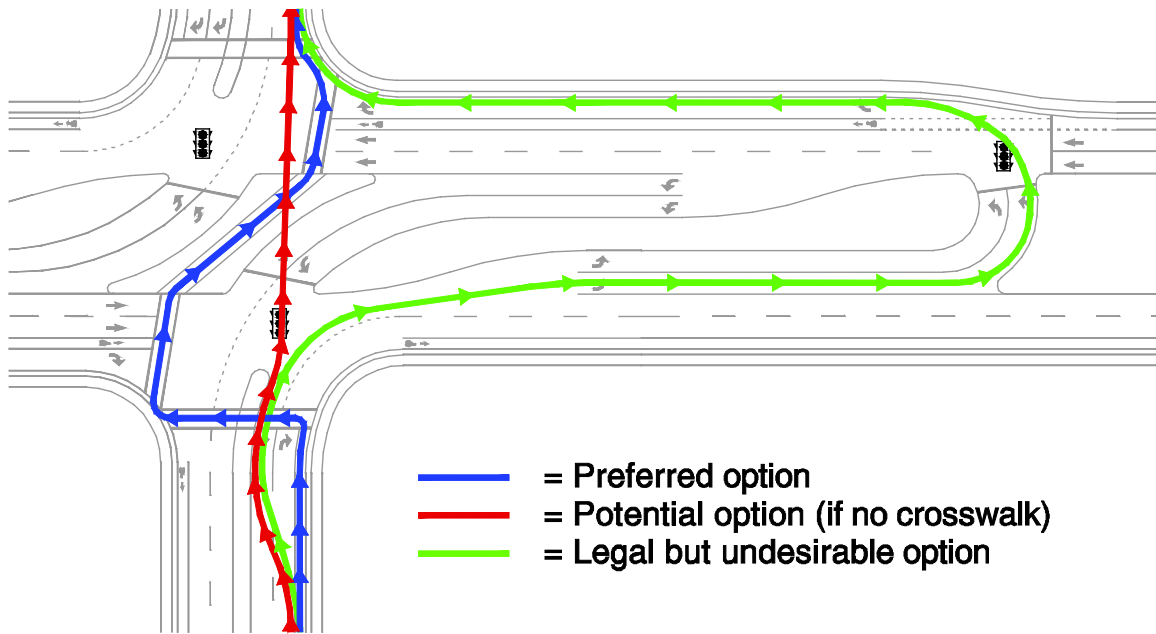 = Preferred option
= Potential option (if no crosswalk)
= Legal but undesirable option